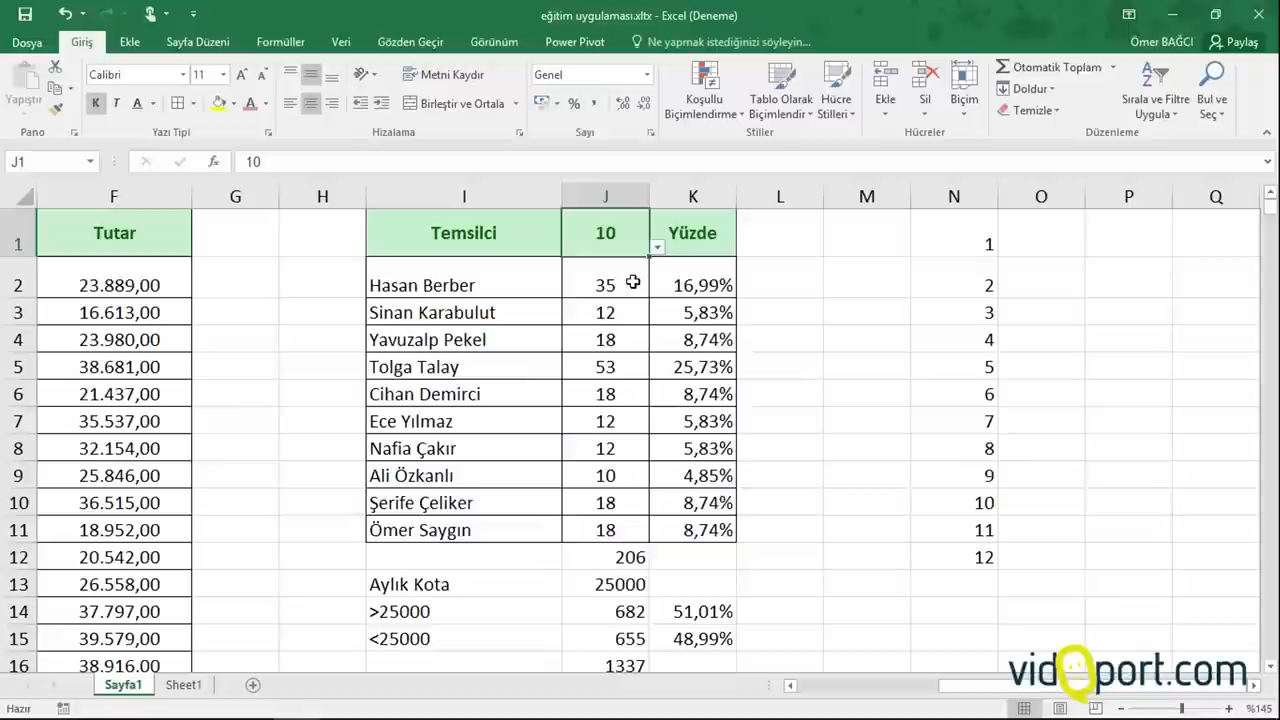 eğitim uygulaması.xltx - Excel (Deneme)
Dosya Giriş Ekle Sayfa Düzeni Formüller Veri Gözden Geçir Görünüm Power Pivot Ne yapmak istediğinizi söyleyin... Ömer BAĞCI Paylaş
Yapıştır
Calibri 11
K T A
Metni Kaydır
Birleştir ve Ortala
Genel
Koşullu Biçimlendirme
Tablo Olarak Biçimlendir
Hücre Stilleri
Ekle Sil Biçim
Otomatik Toplam
Doldur
Temizle
Sırala ve Filtre Uygula
Bul ve Seç
Pano Yazı Tipi Hizalama Sayı Stiller Hücreler Düzenleme
J1 fx 10
F G H I J K L M N O P Q
1 Tutar Temsilci 10 Yüzde 1
2 23.889,00 Hasan Berber 35 16,99% 2
3 16.613,00 Sinan Karabulut 12 5,83% 3
4 23.980,00 Yavuzalp Pekel 18 8,74% 4
5 38.681,00 Tolga Talay 53 25,73% 5
6 21.437,00 Cihan Demirci 18 8,74% 6
7 35.537,00 Ece Yılmaz 12 5,83% 7
8 32.154,00 Nafia Çakır 12 5,83% 8
9 25.846,00 Ali Özkanlı 10 4,85% 9
10 36.515,00 Şerife Çeliker 18 8,74% 10
11 18.952,00 Ömer Saygın 18 8,74% 11
12 20.542,00 206 12
13 26.558,00 Aylık Kota 25000
14 37.797,00 >25000 682 51,01%
15 39.579,00 <25000 655 48,99%
16 38.916,00 1337
vidoport.com
Sayfa1 Sheet1
Hazır %145